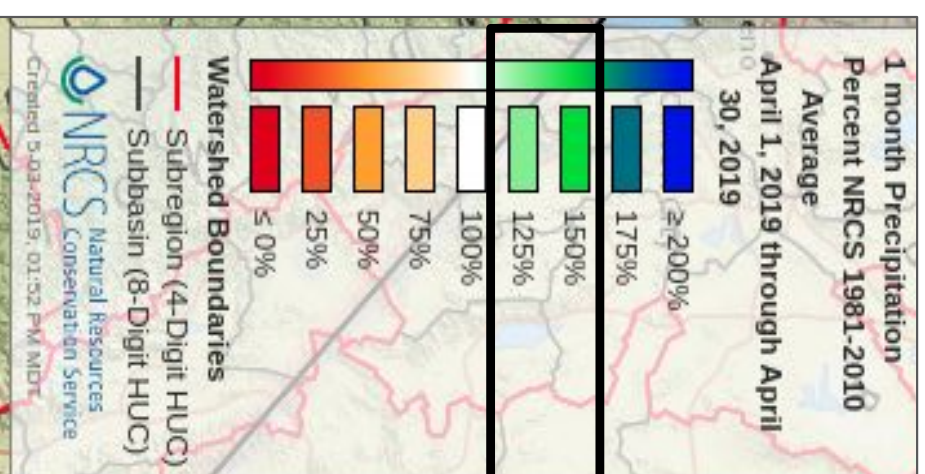 1 month Precipitation
Percent NRCS 1981-2010
Average
April 1, 2019 through April
30, 2019
≥ 200%
175%
150%
125%
100%
75%
50%
25%
≤ 0%
Watershed Boundaries
Subregion (4-Digit HUC)
Subbasin (8-Digit HUC)
NRCS Natural Resources
Conservation Service
Created 5-03-2019, 01:52 PM MDT